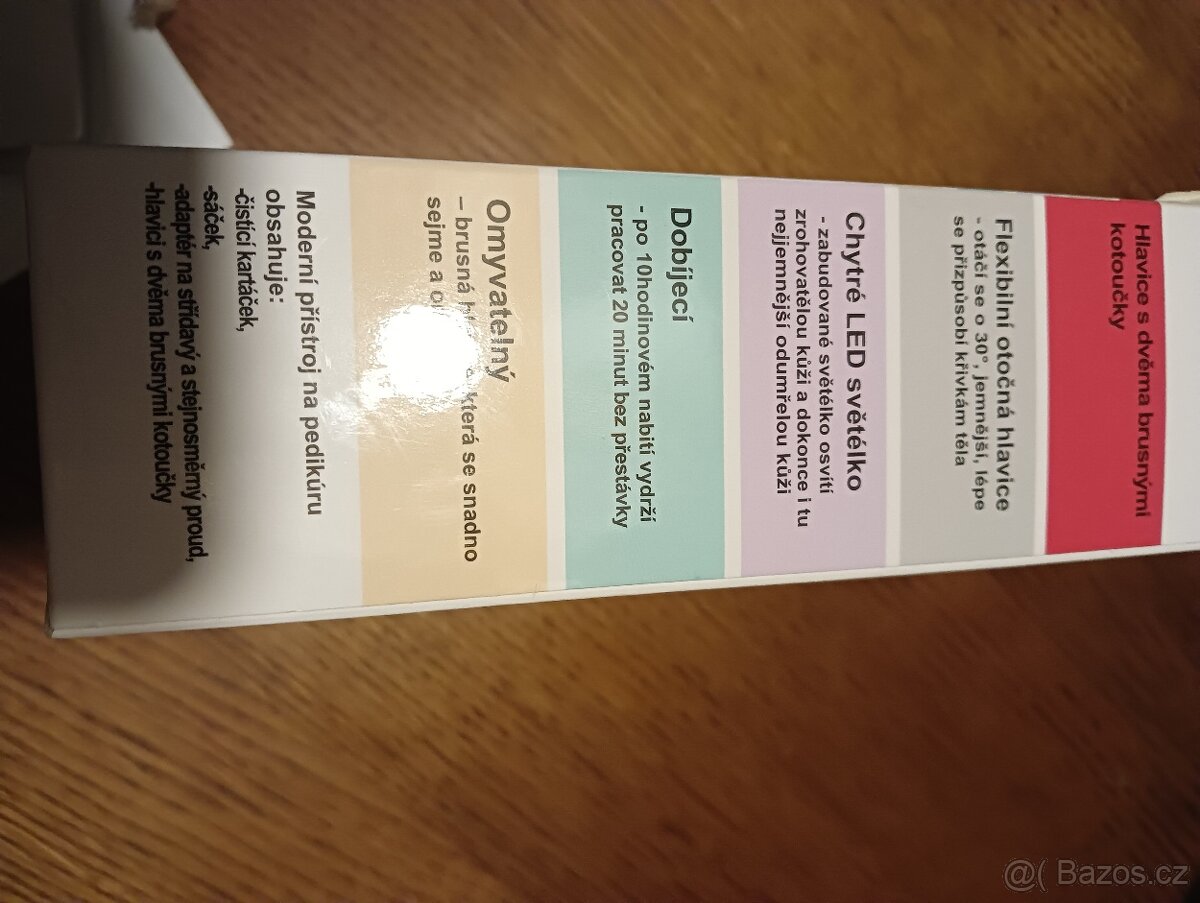 Hlavice s dvěma brusnými
kotoučky
Flexibilní otočná hlavice
- otáčí se o 30°, jemnější, lépe
se přizpůsobí křivkám těla
Chytré LED světélko
- zabudované světélko osvítí
zrohovatělou kůži a dokonce i tu
nejjemnější odumřelou kůži
Dobíjecí
- po 10hodinovém nabití vydrží
pracovat 20 minut bez přestávky
Omyvatelný
– brusná která se snadno
sejme a
Moderní přístroj na pedikúru
obsahuje:
-čistící kartáček,
-sáček,
-adaptér na střídavý a stejnosměrný proud,
-hlavici s dvěma brusnými kotoučky
@( Bazos.cz